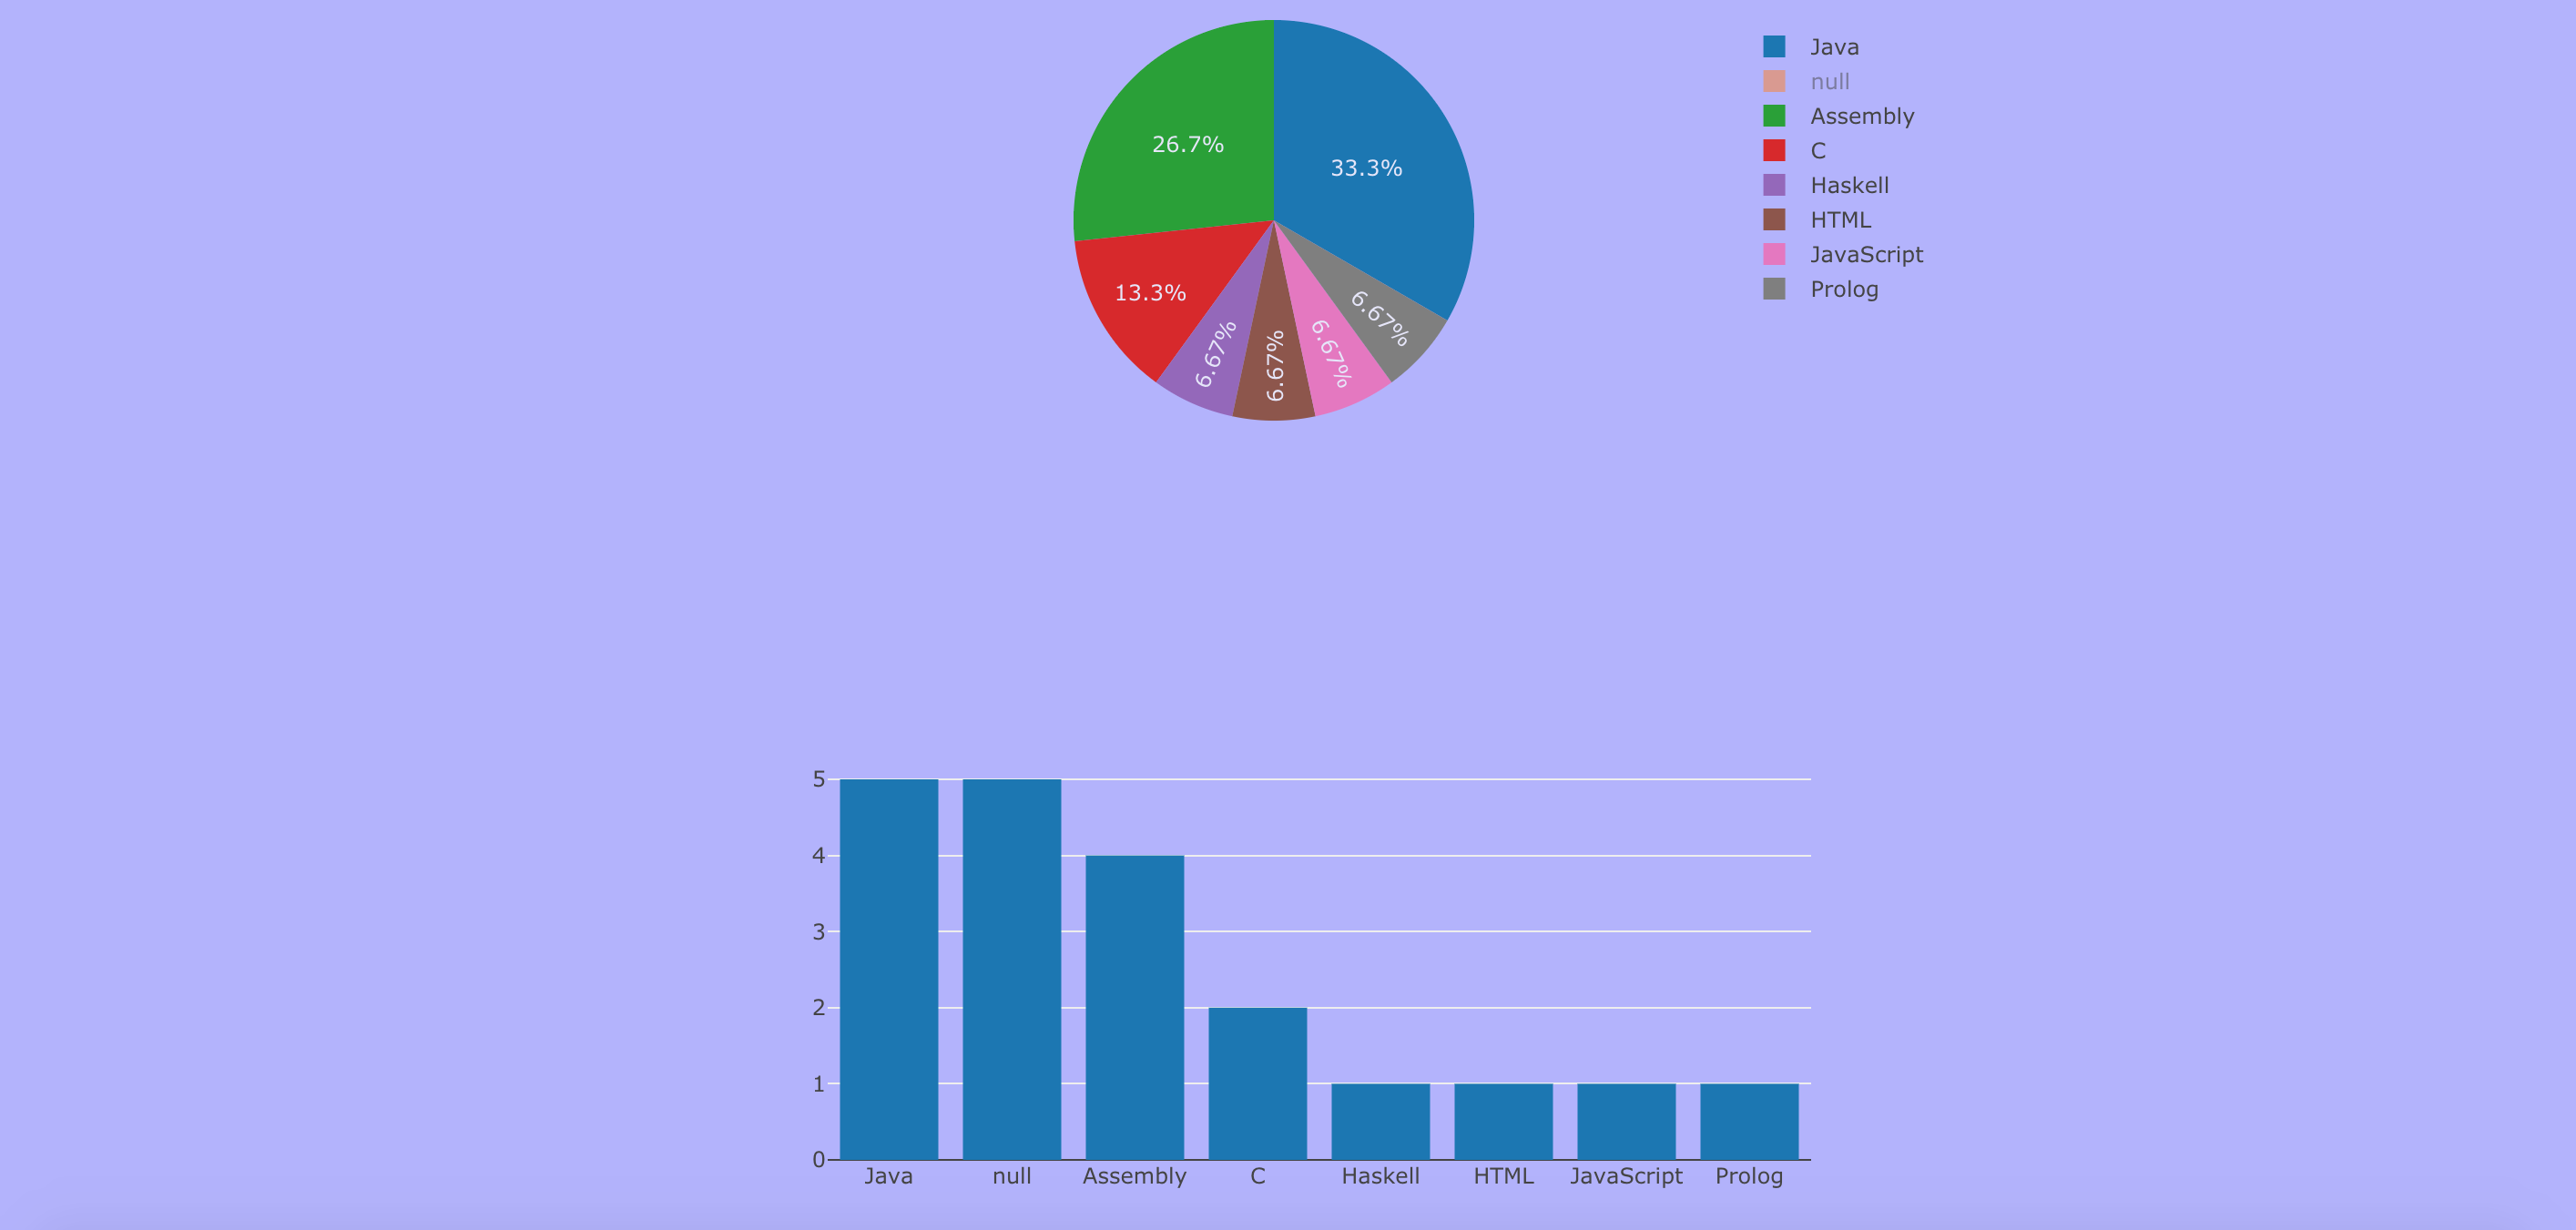 Java
null
Assembly
C
Haskell
HTML
JavaScript
Prolog
26.7%
33.3%
13.3%
6.67%
6.67%
6.67%
6.67%
5
4
3
2
1
0
Java null Assembly C Haskell HTML JavaScript Prolog